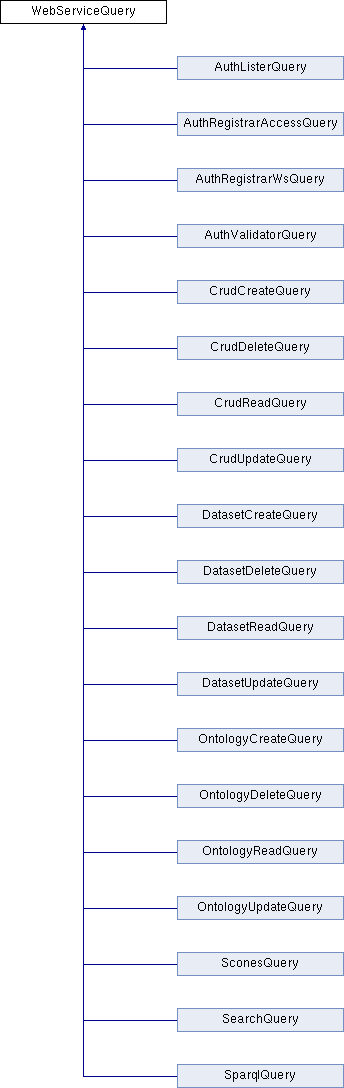 WebServiceQuery
AuthListerQuery
AuthRegistrarAccessQuery
AuthRegistrarWsQuery
AuthValidatorQuery
CrudCreateQuery
CrudDeleteQuery
CrudReadQuery
CrudUpdateQuery
DatasetCreateQuery
DatasetDeleteQuery
DatasetReadQuery
DatasetUpdateQuery
OntologyCreateQuery
OntologyDeleteQuery
OntologyReadQuery
OntologyUpdateQuery
SconesQuery
SearchQuery
SparqlQuery